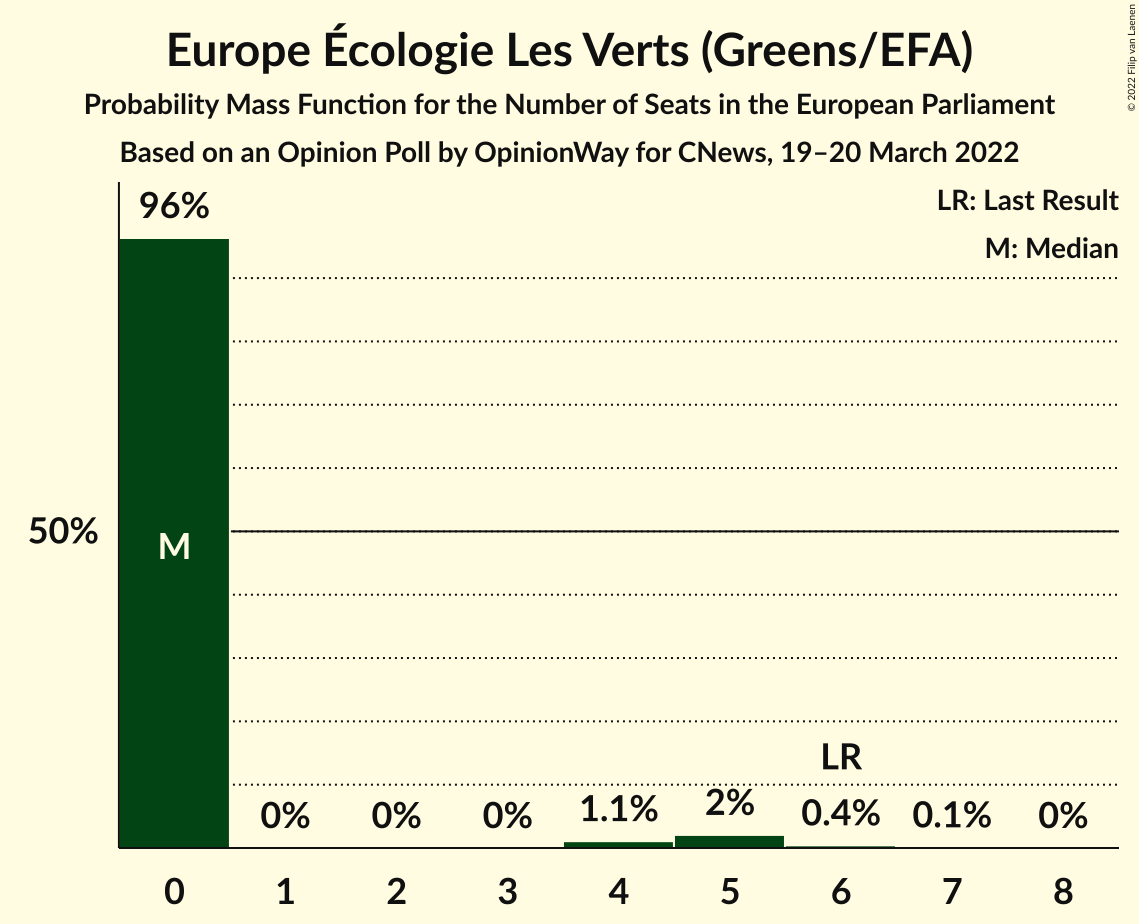 Europe Écologie Les Verts (Greens/EFA)
Probability Mass Function for the Number of Seats in the European Parliament
Based on an Opinion Poll by OpinionWay for CNews, 19–20 March 2022
© 2022 Filip van Laenen
LR: Last Result
M: Median
96%
50%
M
LR
0% 0% 0% 1.1% 2% 0.4% 0.1% 0%
0 1 2 3 4 5 6 7 8